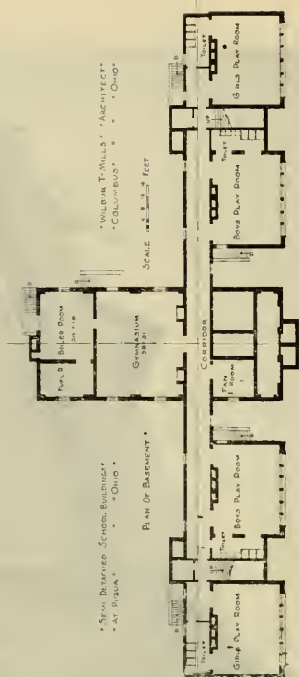 "SEMI DETACHED SCHOOL BUILDING"
"AT PIQUA " " OHIO "
PLAN OF BASEMENT "
"WILBUR T. MILLS " "ARCHITECT"
"COLUMBUS " " " OHIO "
SCALE FEET
FUEL R
BOILER ROOM
GYMNASIUM
CORRIDOR
FAN ROOM
GIRLS PLAY ROOM
TOILET
UP
TOILET
BOYS PLAY ROOM
BOYS PLAY ROOM
TOILET
UP
TOILET
GIRLS PLAY ROOM